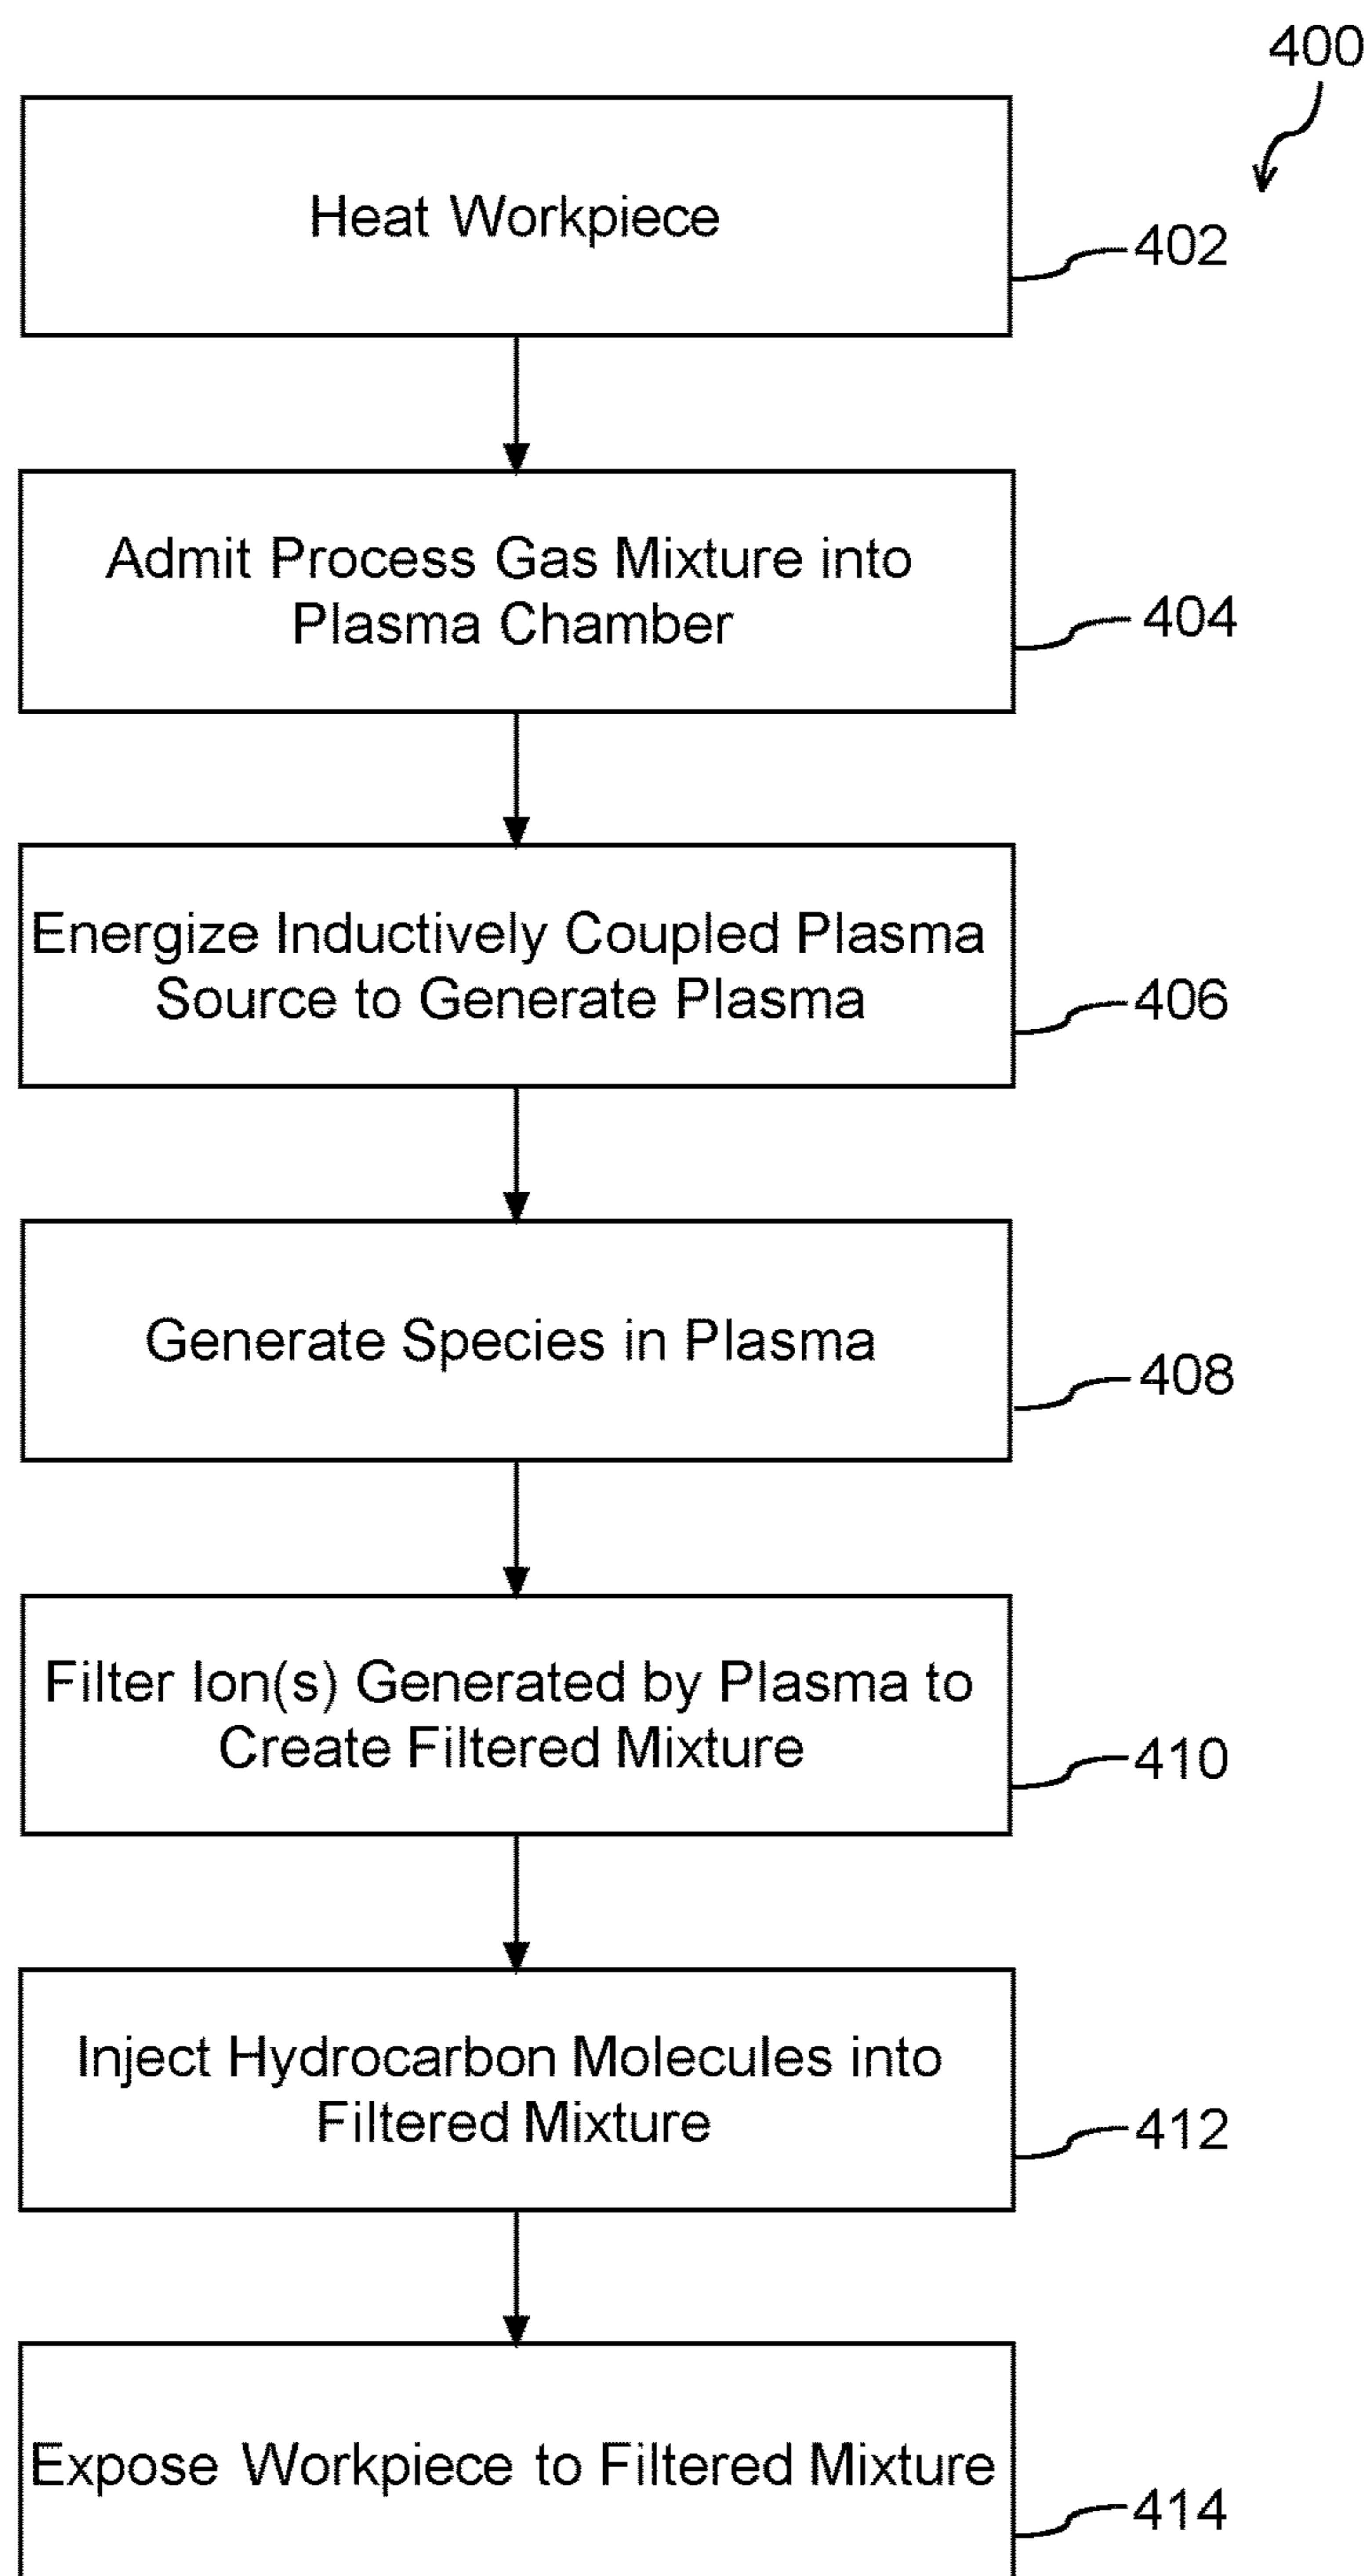 400
Heat Workpiece
402
Admit Process Gas Mixture into
Plasma Chamber
404
Energize Inductively Coupled Plasma
Source to Generate Plasma
406
Generate Species in Plasma
408
Filter Ion(s) Generated by Plasma to
Create Filtered Mixture
410
Inject Hydrocarbon Molecules into
Filtered Mixture
412
Expose Workpiece to Filtered Mixture
414